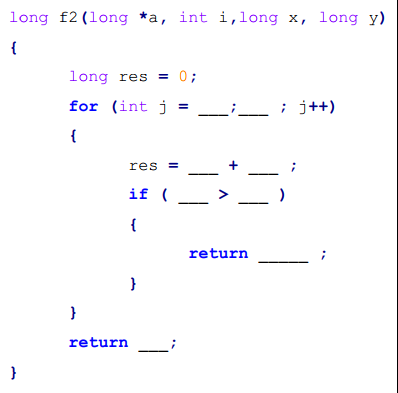 long f2(long *a, int i,long x, long y)
{
long res = 0;
for (int j = ___;___ ; j++)
{
res = ___ + ___ ;
if ( ___ > ___ )
{
return _____ ;
}
}
return ___;
}